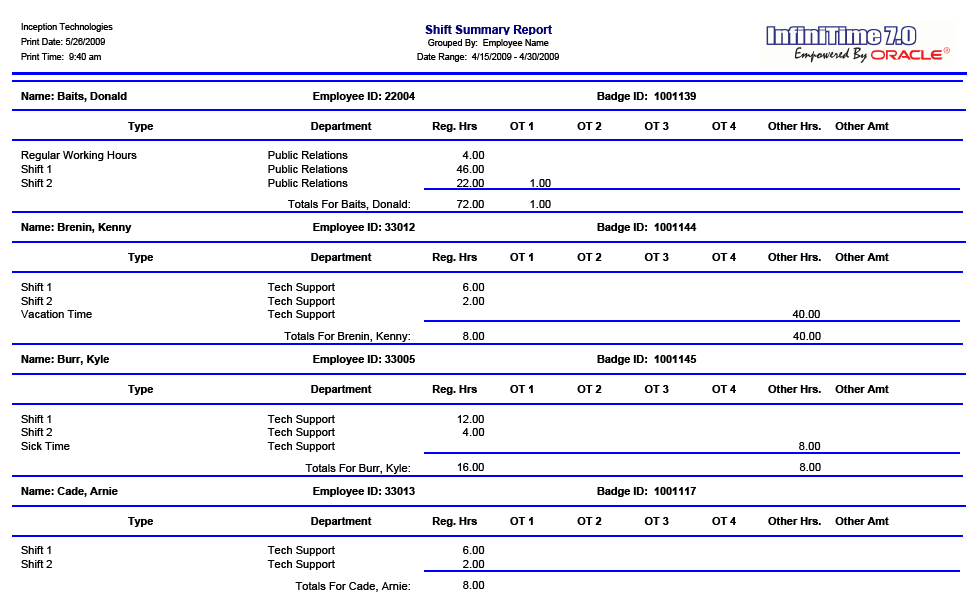 Inception Technologies
Print Date: 5/26/2009
Print Time: 9:40 am
Shift Summary Report
Grouped By: Employee Name
Date Range: 4/15/2009 - 4/30/2009
InfiniTime 7.0
Empowered By ORACLE®
Name: Baits, Donald Employee ID: 22004 Badge ID: 1001139
Type Department Reg. Hrs OT 1 OT 2 OT 3 OT 4 Other Hrs. Other Amt
Regular Working Hours Public Relations 4.00
Shift 1 Public Relations 46.00
Shift 2 Public Relations 22.00 1.00
Totals For Baits, Donald: 72.00 1.00
Name: Brenin, Kenny Employee ID: 33012 Badge ID: 1001144
Type Department Reg. Hrs OT 1 OT 2 OT 3 OT 4 Other Hrs. Other Amt
Shift 1 Tech Support 6.00
Shift 2 Tech Support 2.00
Vacation Time Tech Support 40.00
Totals For Brenin, Kenny: 8.00 40.00
Name: Burr, Kyle Employee ID: 33005 Badge ID: 1001145
Type Department Reg. Hrs OT 1 OT 2 OT 3 OT 4 Other Hrs. Other Amt
Shift 1 Tech Support 12.00
Shift 2 Tech Support 4.00
Sick Time Tech Support 8.00
Totals For Burr, Kyle: 16.00 8.00
Name: Cade, Arnie Employee ID: 33013 Badge ID: 1001117
Type Department Reg. Hrs OT 1 OT 2 OT 3 OT 4 Other Hrs. Other Amt
Shift 1 Tech Support 6.00
Shift 2 Tech Support 2.00
Totals For Cade, Arnie: 8.00